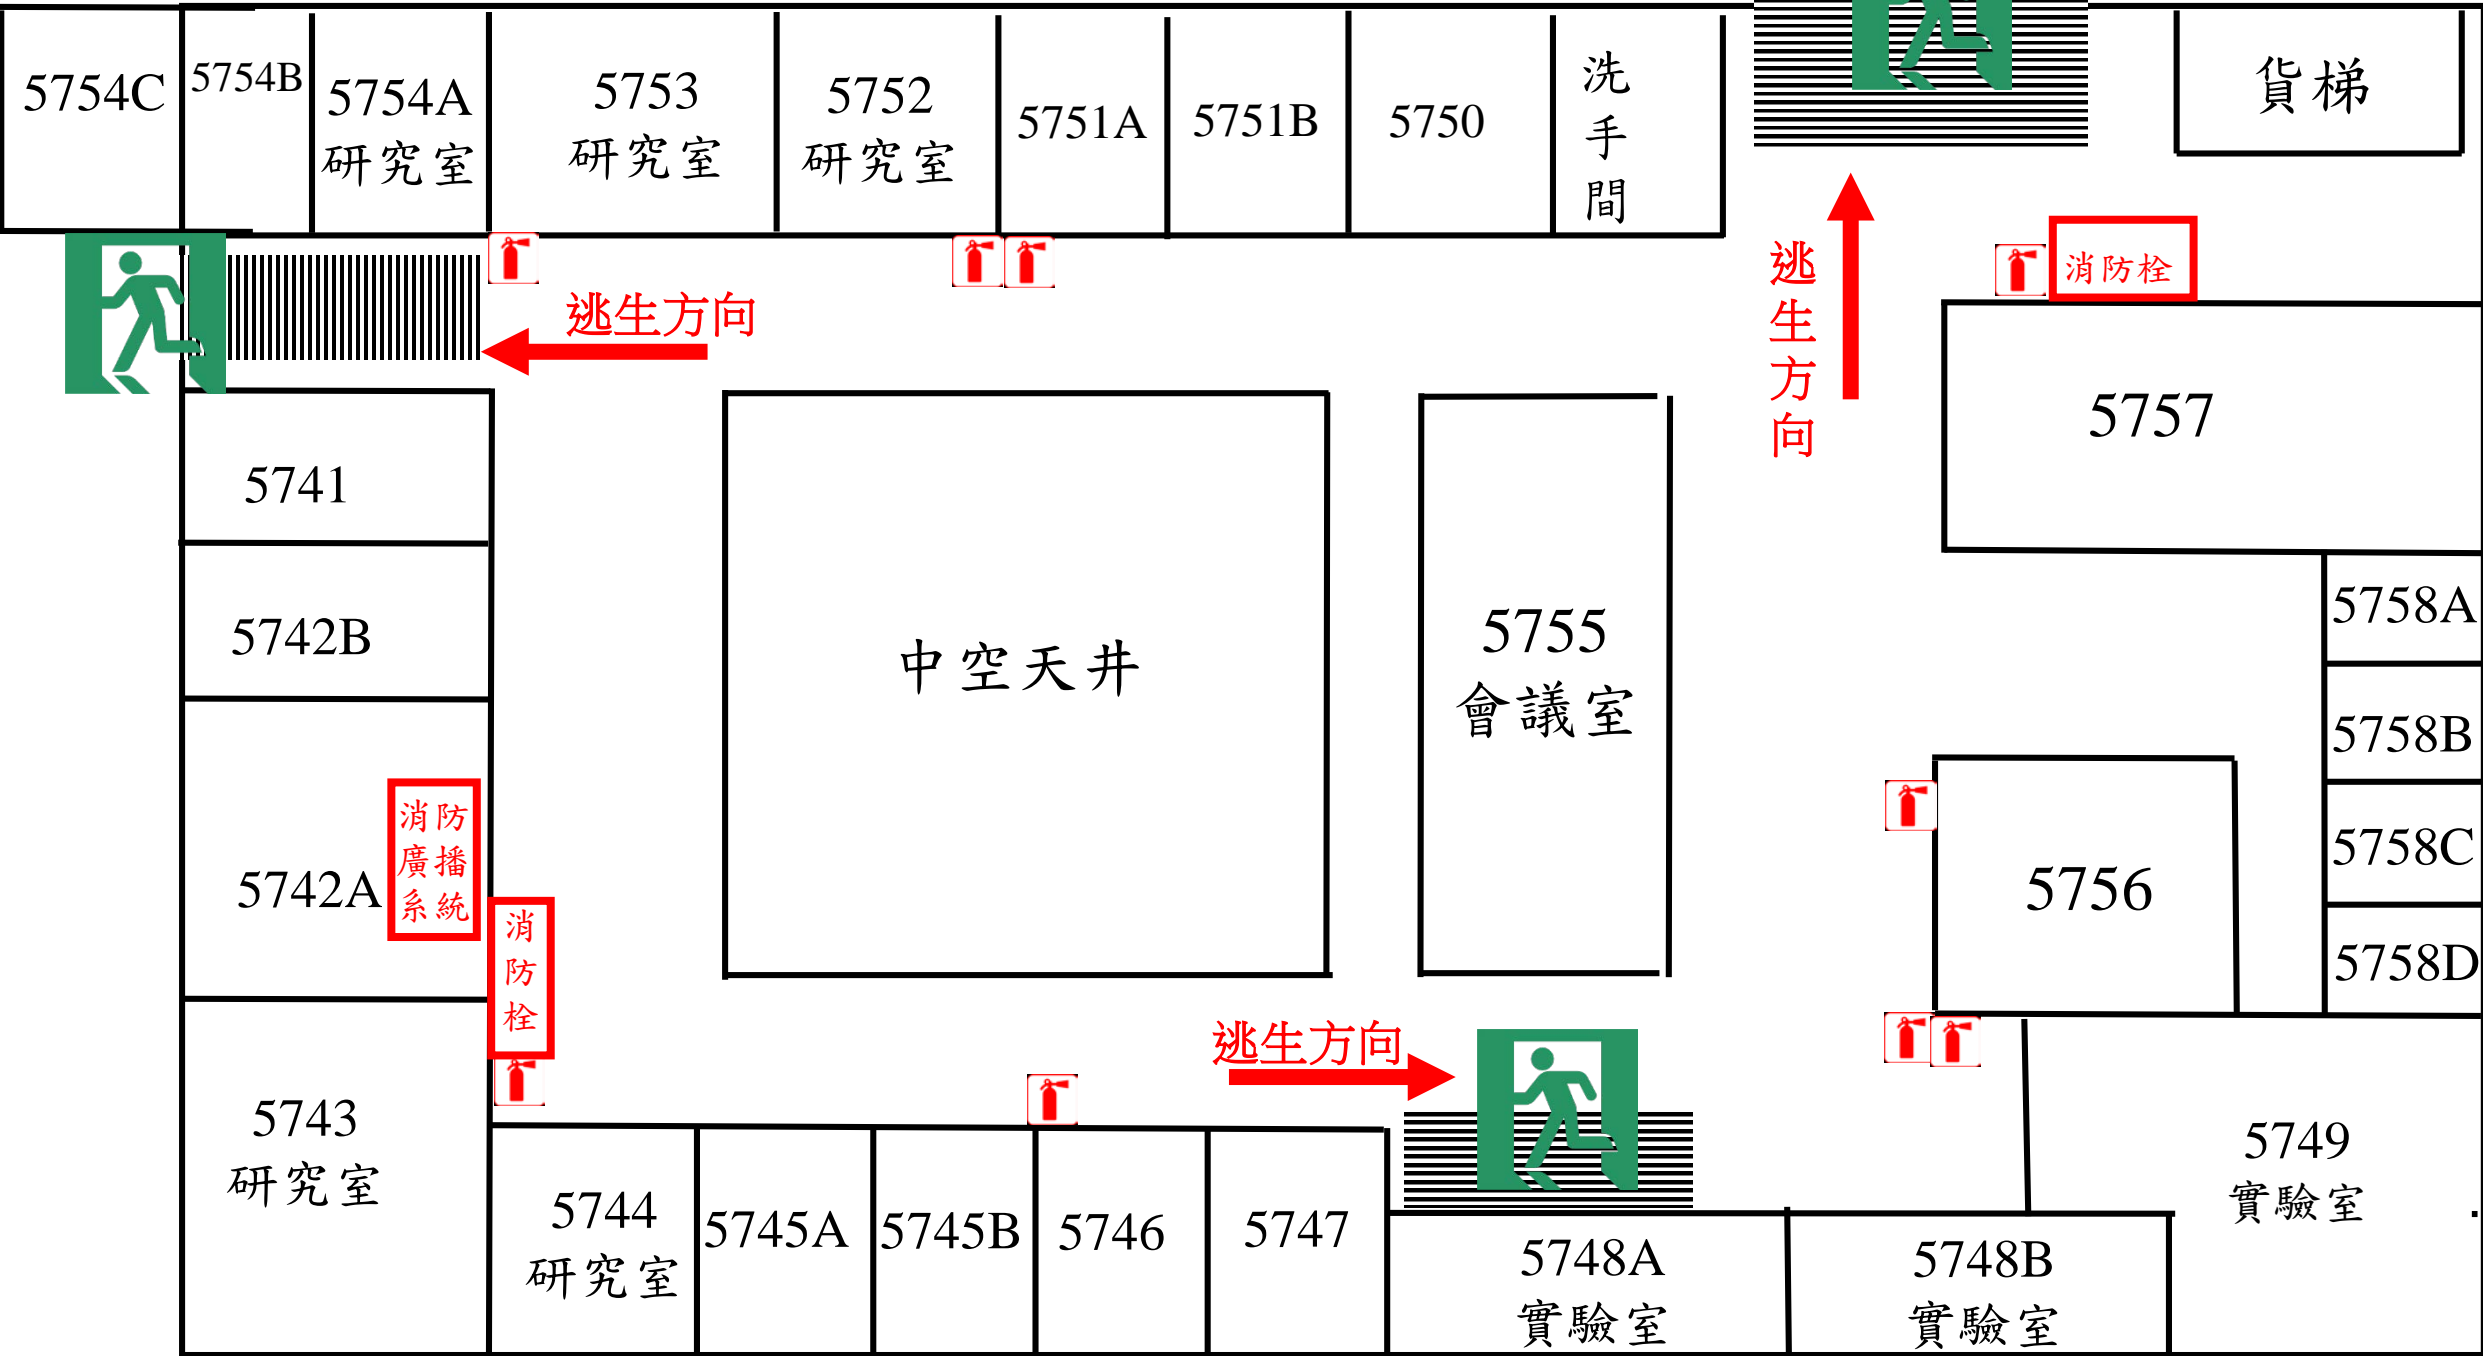 5754C
5754B
5754A
研究室
5753
研究室
5752
研究室
5751A
5751B
5750
洗
手
間
貨梯
逃生方向
逃
生
方
向
消防栓
5757
5741
5742B
5742A
消防
廣播
系統
消
防
栓
5743
研究室
中空天井
5755
會議室
5758A
5758B
5758C
5758D
5756
逃生方向
5744
研究室
5745A
5745B
5746
5747
5748A
實驗室
5748B
實驗室
5749
實驗室